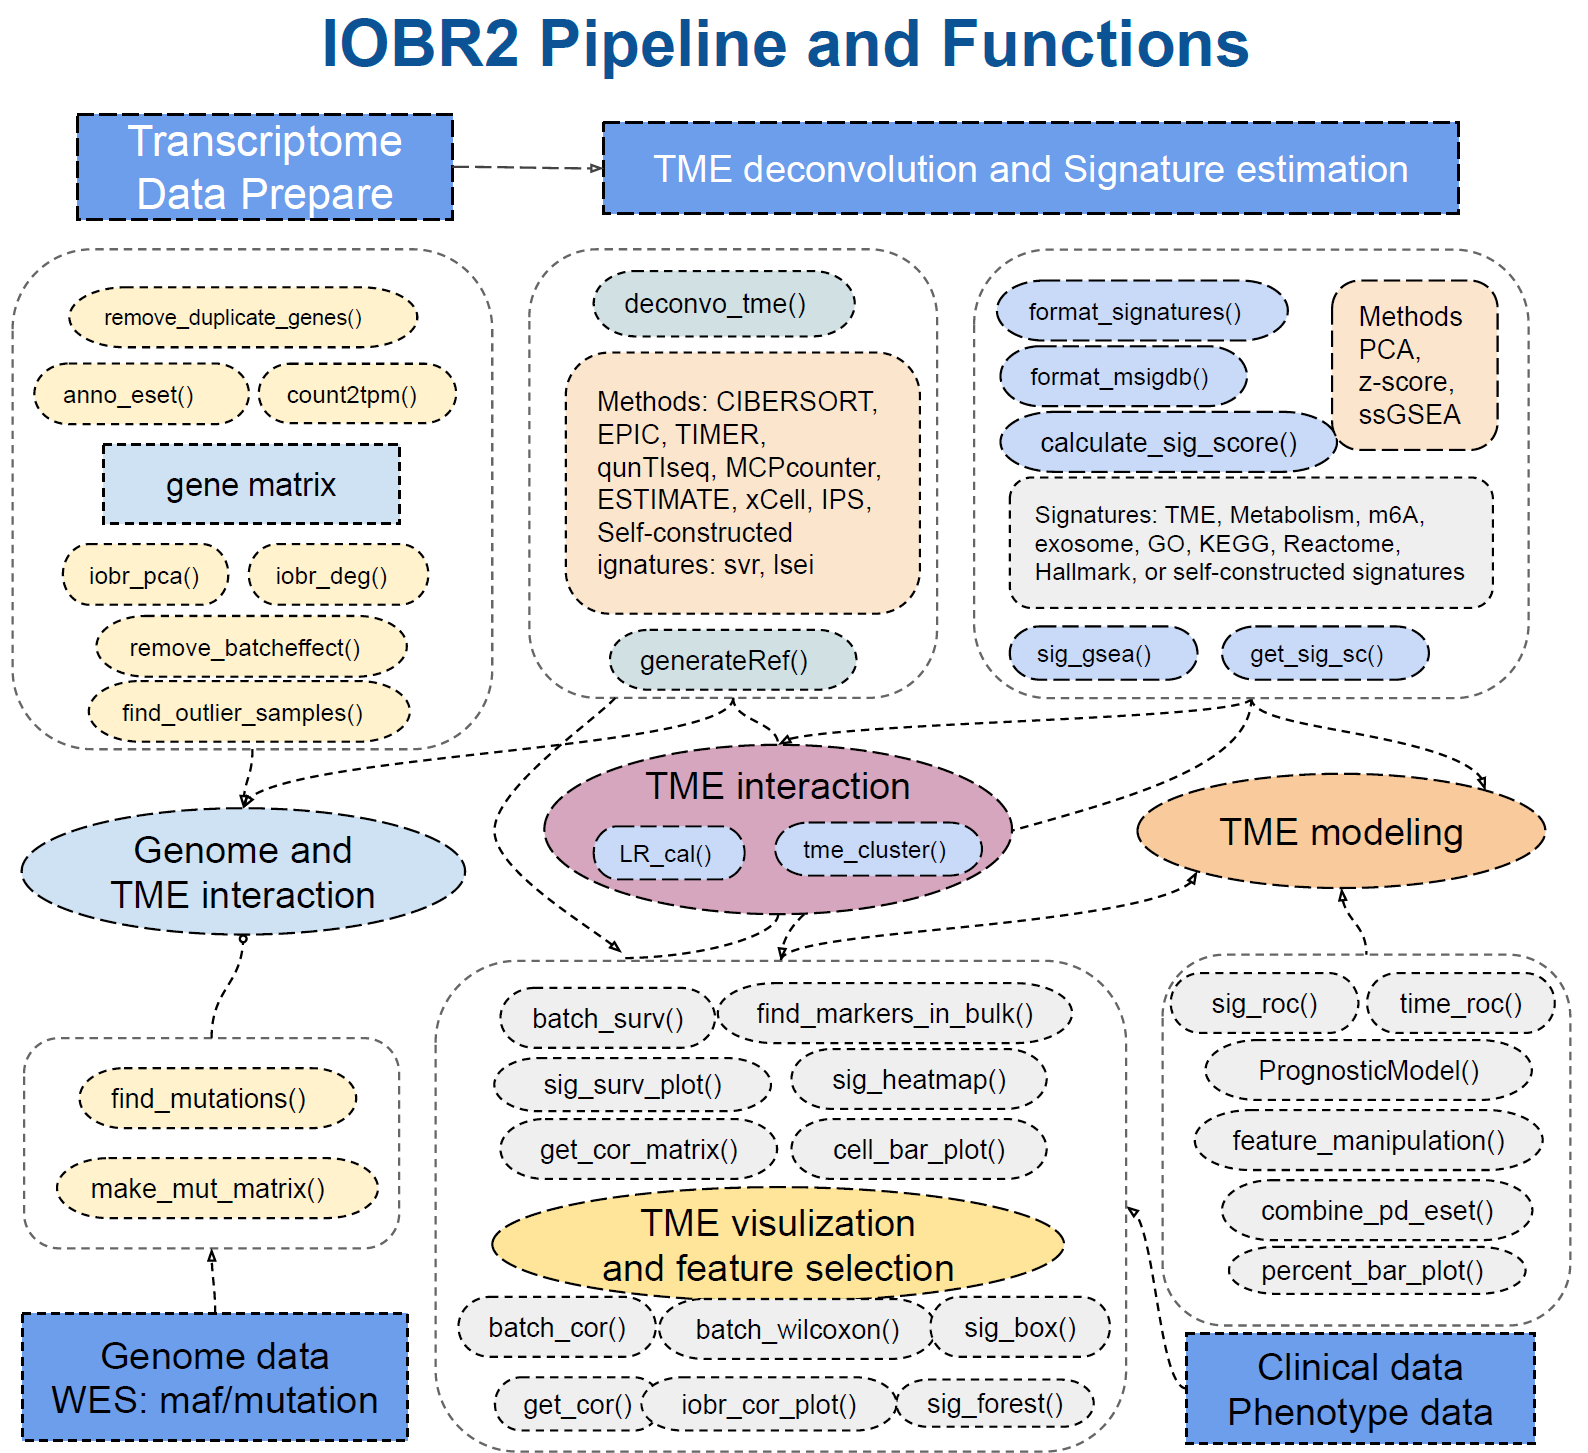 IOBR2 Pipeline and Functions
Transcriptome
Data Prepare
TME deconvolution and Signature estimation
remove_duplicate_genes()
anno_eset()
count2tpm()
gene matrix
iobr_pca()
iobr_deg()
remove_batcheffect()
find_outlier_samples()
deconvo_tme()
Methods: CIBERSORT,
EPIC, TIMER,
qunTIseq, MCPcounter,
ESTIMATE, xCell, IPS,
Self-constructed
ignatures: svr, lsei
generateRef()
format_signatures()
format_msigdb()
calculate_sig_score()
Methods
PCA,
z-score,
ssGSEA
Signatures: TME, Metabolism, m6A,
exosome, GO, KEGG, Reactome,
Hallmark, or self-constructed signatures
sig_gsea()
get_sig_sc()
Genome and
TME interaction
TME interaction
LR_cal()
tme_cluster()
TME modeling
find_mutations()
make_mut_matrix()
Genome data
WES: maf/mutation
batch_surv()
find_markers_in_bulk()
sig_surv_plot()
sig_heatmap()
get_cor_matrix()
cell_bar_plot()
TME visulization
and feature selection
batch_cor()
batch_wilcoxon()
sig_box()
get_cor()
iobr_cor_plot()
sig_forest()
sig_roc()
time_roc()
PrognosticModel()
feature_manipulation()
combine_pd_eset()
percent_bar_plot()
Clinical data
Phenotype data